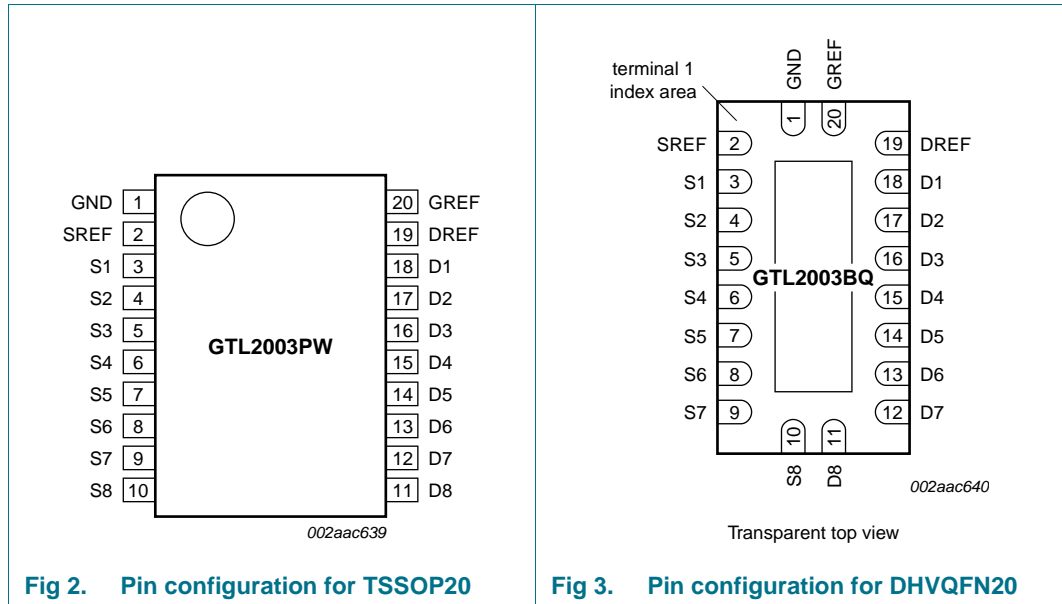 GND 1
SREF 2
S1 3
S2 4
S3 5
S4 6
S5 7
S6 8
S7 9
S8 10
GTL2003PW
20 GREF
19 DREF
18 D1
17 D2
16 D3
15 D4
14 D5
13 D6
12 D7
11 D8
002aac639
Fig 2. Pin configuration for TSSOP20
terminal 1
index area
GND
GREF
1
20
SREF 2
S1 3
S2 4
S3 5
S4 6
S5 7
S6 8
S7 9
GTL2003BQ
19 DREF
18 D1
17 D2
16 D3
15 D4
14 D5
13 D6
12 D7
10
11
S8
D8
002aac640
Transparent top view
Fig 3. Pin configuration for DHVQFN20